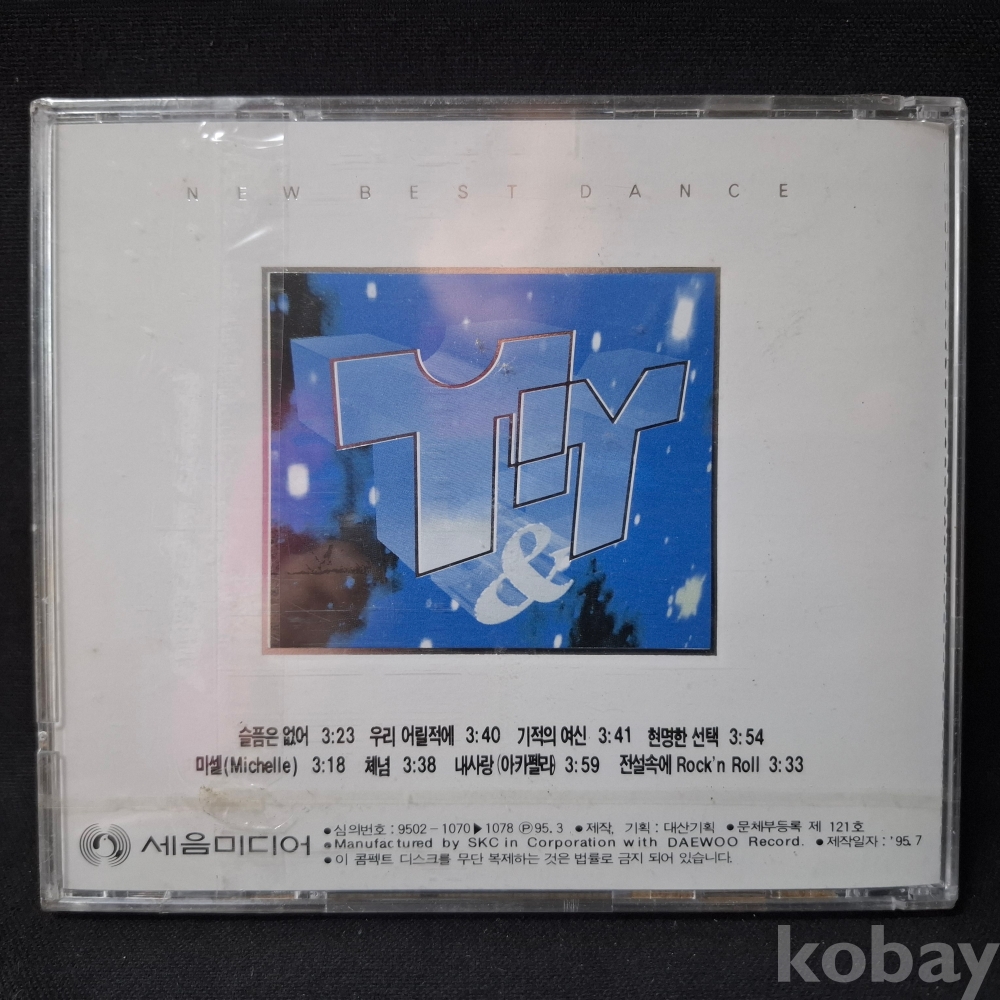 NEW BEST DANCE
T&Y
슬픔은 없어 3:23 우리 어릴적에 3:40 기적의 여신 3:41 현명한 선택 3:54
미셀(Michelle) 3:18 체념 3:38 내사랑 (아카펠라) 3:59 전설속에 Rock'n Roll 3:33
세음미디어
●심의번호 : 9502-1070▶1078 ℗95. 3 ●제작, 기획 : 대산기획 ●문체부등록 제 121호
●Manufactured by SKC in Corporation with DAEWOO Record. ●제작일자 : '95. 7
●이 콤팩트 디스크를 무단 복제하는 것은 법률로 금지 되어 있습니다.
kobay